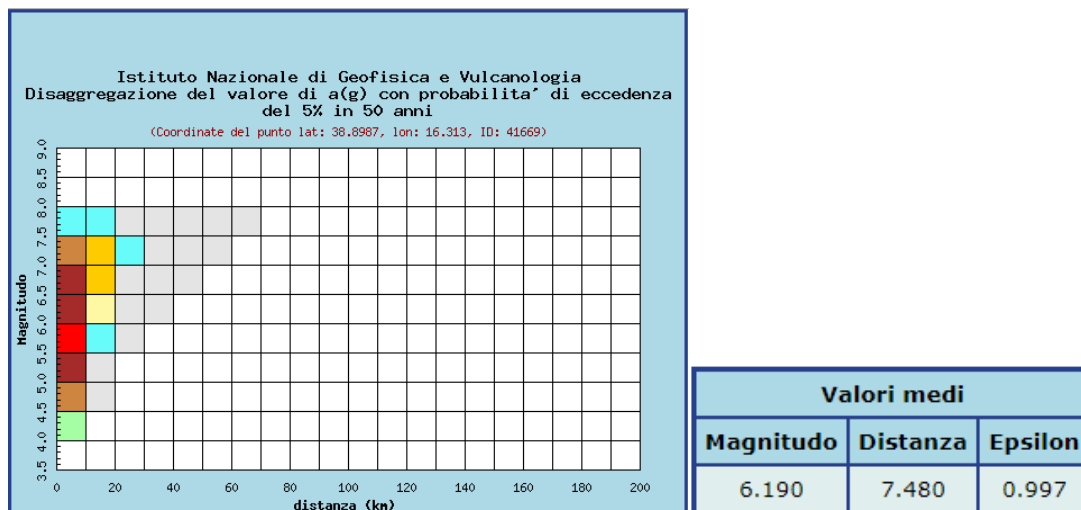 Istituto Nazionale di Geofisica e Vulcanologia
Disaggregazione del valore di a(g) con probabilita' di eccedenza
del 5% in 50 anni
(Coordinate del punto lat: 38.8987, lon: 16.313, ID: 41669)
Magnitudo
9.0
8.5
8.0
7.5
7.0
6.5
6.0
5.5
5.0
4.5
4.0
3.5
0 20 40 60 80 100 120 140 160 180 200
distanza (km)
Valori medi
Magnitudo Distanza Epsilon
6.190 7.480 0.997